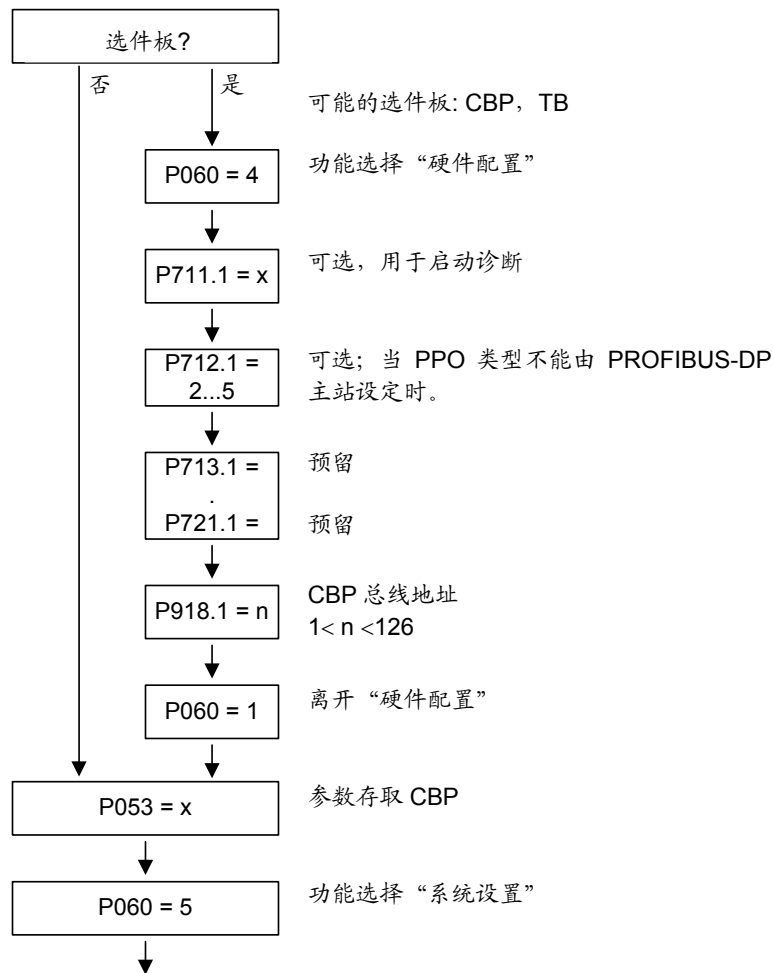 选件板?
否
是
可能的选件板: CBP，TB
P060 = 4
功能选择“硬件配置”
P711.1 = x
可选，用于启动诊断
P712.1 =
2...5
可选；当 PPO 类型不能由 PROFIBUS-DP
主站设定时。
P713.1 =
.
P721.1 =
预留
预留
P918.1 = n
CBP 总线地址
1< n <126
P060 = 1
离开“硬件配置”
P053 = x
参数存取 CBP
P060 = 5
功能选择“系统设置”